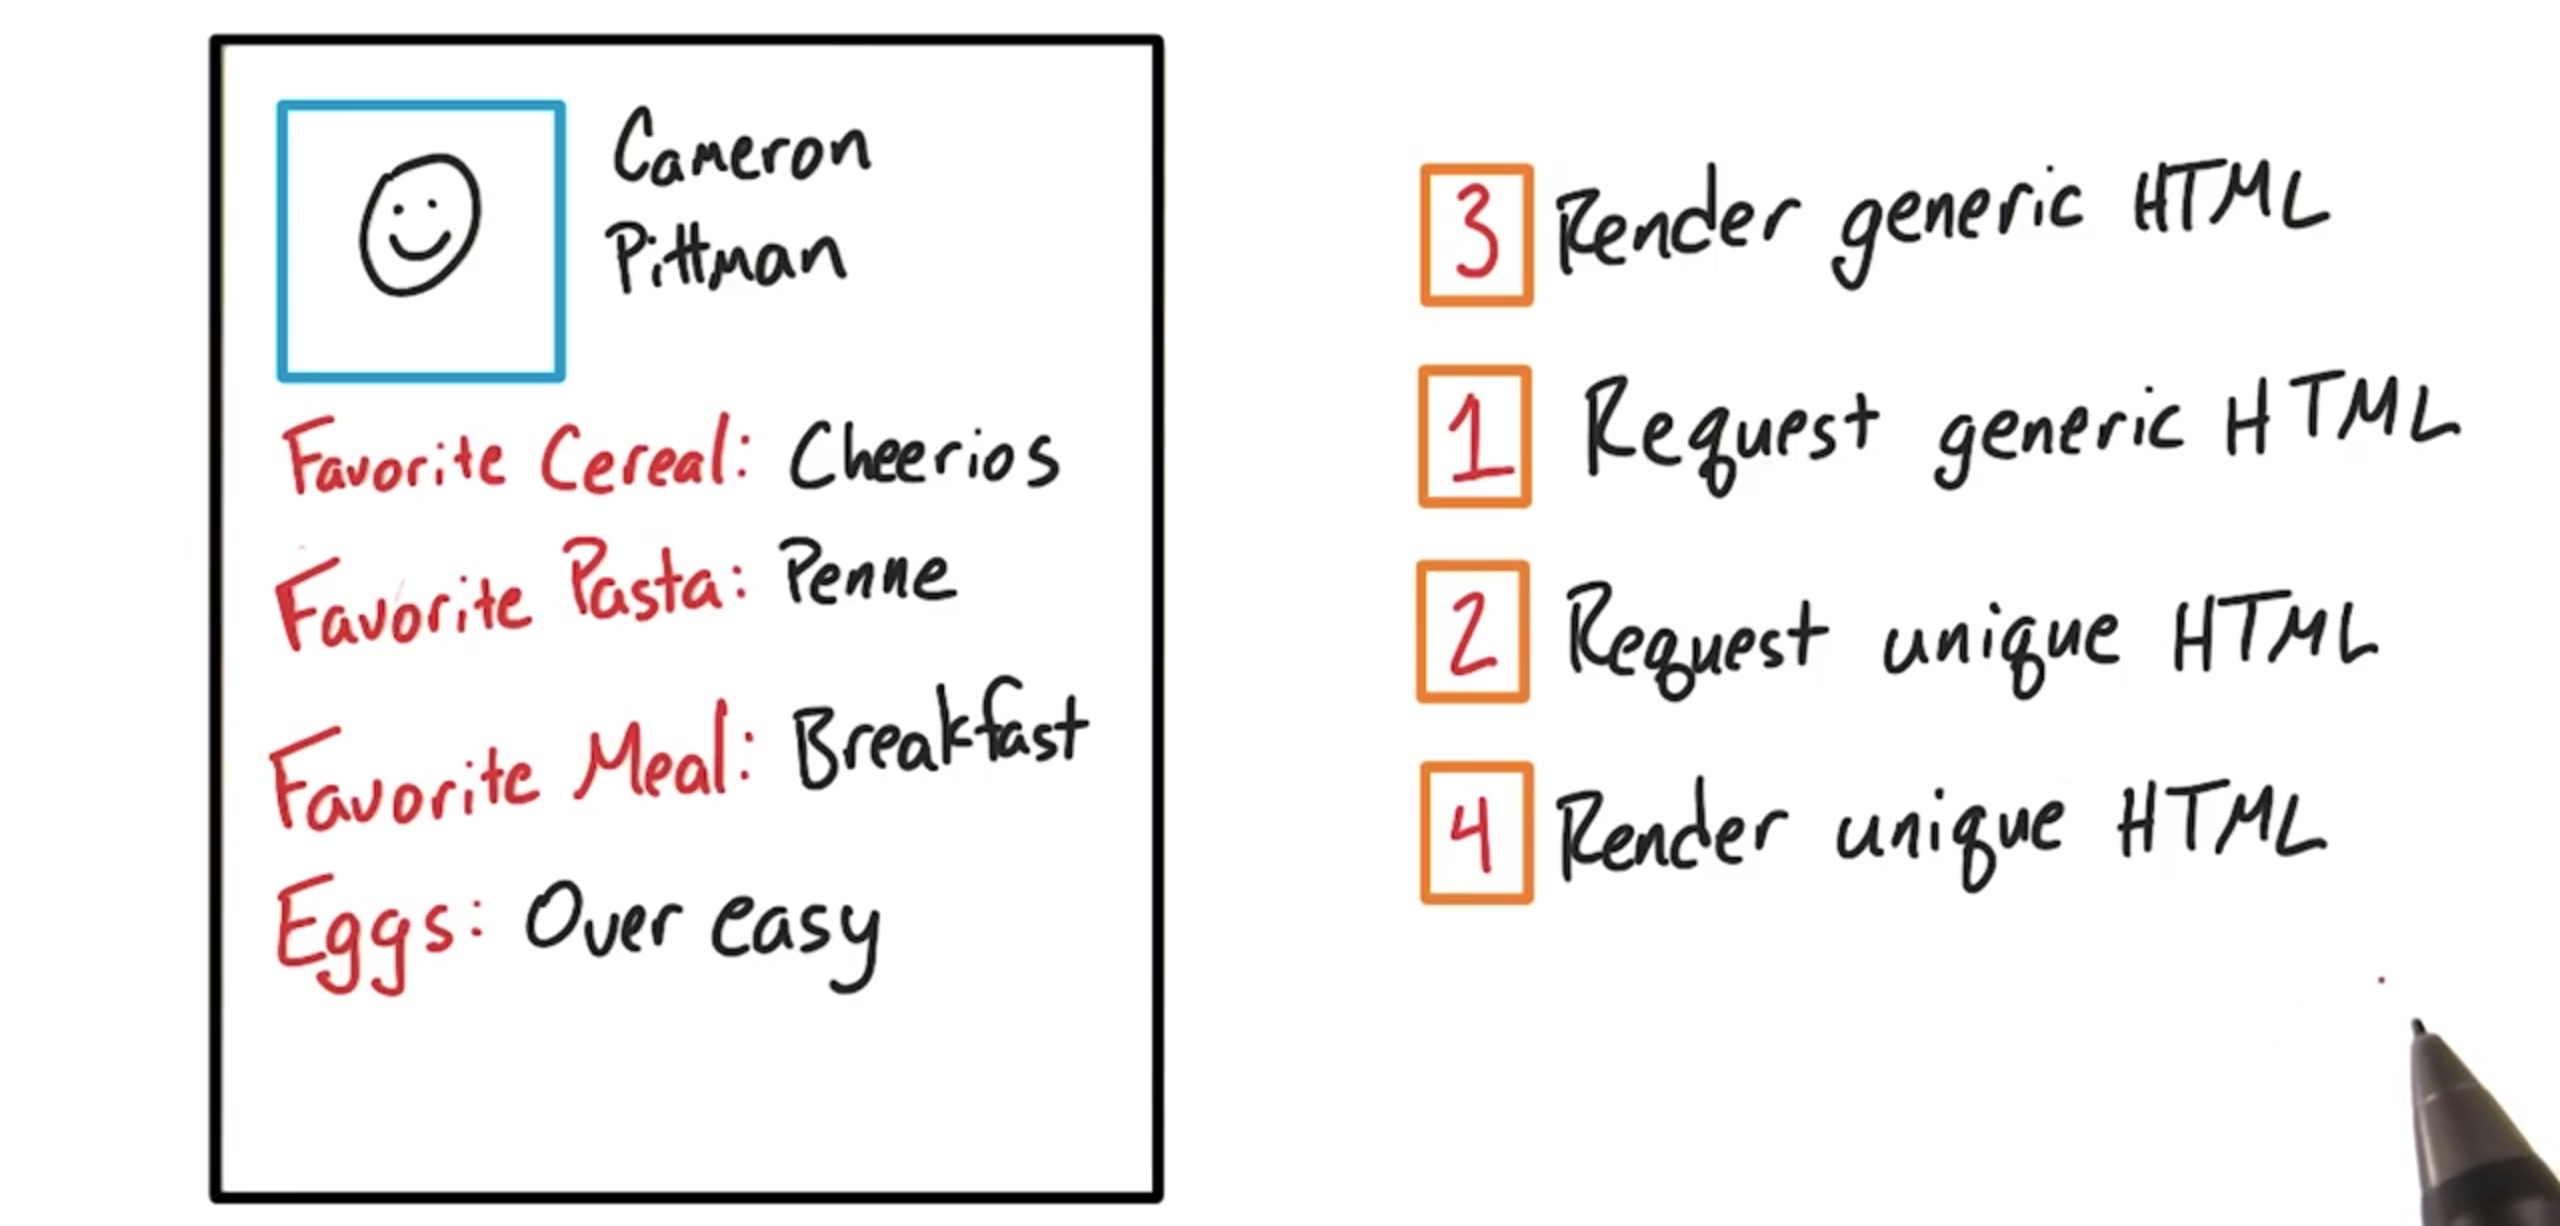 Cameron
Pittman
Favorite Cereal: Cheerios
Favorite Pasta: Penne
Favorite Meal: Breakfast
Eggs: Over easy
3 Render generic HTML
1 Request generic HTML
2 Request unique HTML
4 Render unique HTML